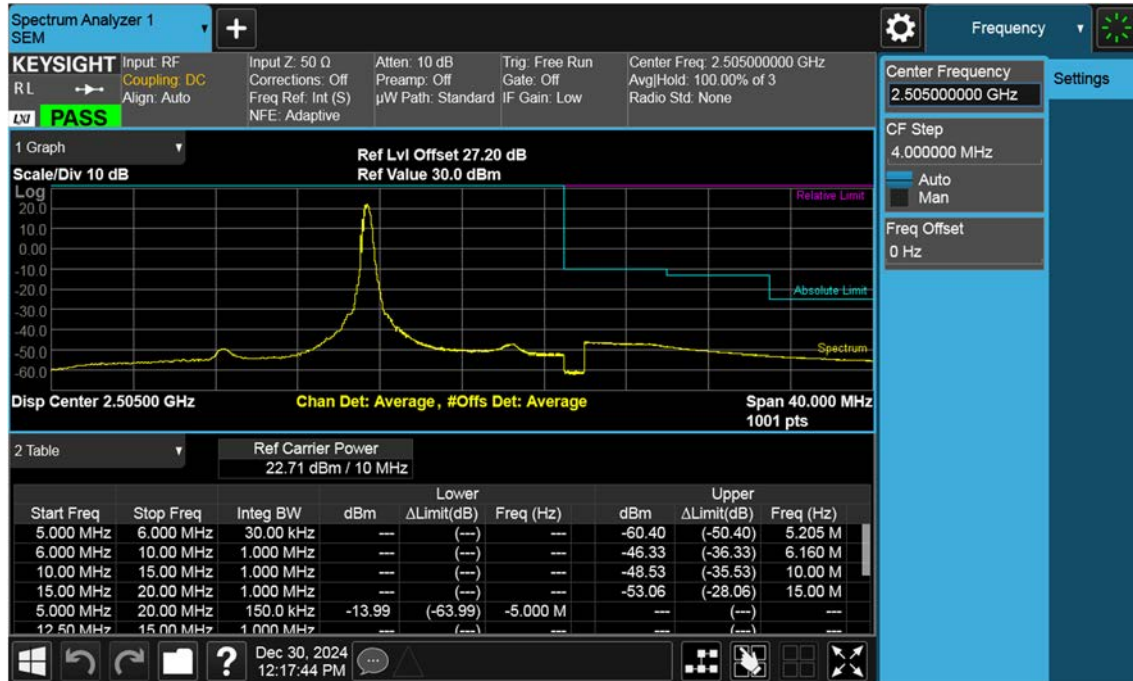 Spectrum Analyzer 1
SEM
Frequency
KEYSIGHT
RL
LXI PASS
Input: RF
Coupling: DC
Align: Auto
Input Z: 50 Ω
Corrections: Off
Freq Ref: Int (S)
NFE: Adaptive
Atten: 10 dB
Preamp: Off
µW Path: Standard
Trig: Free Run
Gate: Off
IF Gain: Low
Center Freq: 2.505000000 GHz
Avg|Hold: 100.00% of 3
Radio Std: None
Center Frequency
2.505000000 GHz
Settings
CF Step
4.000000 MHz
Auto
Man
Freq Offset
0 Hz
1 Graph
Scale/Div 10 dB
Ref Lvl Offset 27.20 dB
Ref Value 30.0 dBm
Log
20.0
10.0
0.00
-10.0
-20.0
-30.0
-40.0
-50.0
-60.0
Relative Limit
Absolute Limit
Spectrum
Disp Center 2.50500 GHz
Chan Det: Average, #Offs Det: Average
Span 40.000 MHz
1001 pts
2 Table
Ref Carrier Power
22.71 dBm / 10 MHz
Lower Upper
Start Freq Stop Freq Integ BW dBm ΔLimit(dB) Freq (Hz) dBm ΔLimit(dB) Freq (Hz)
5.000 MHz 6.000 MHz 30.00 kHz --- (---) --- -60.40 (-50.40) 5.205 M
6.000 MHz 10.00 MHz 1.000 MHz --- (---) --- -46.33 (-36.33) 6.160 M
10.00 MHz 15.00 MHz 1.000 MHz --- (---) --- -48.53 (-35.53) 10.00 M
15.00 MHz 20.00 MHz 1.000 MHz --- (---) --- -53.06 (-28.06) 15.00 M
5.000 MHz 20.00 MHz 150.0 kHz -13.99 (-63.99) -5.000 M --- (---) ---
12.50 MHz 15.00 MHz 1.000 MHz --- (---) --- --- (---) ---
?
Dec 30, 2024
12:17:44 PM